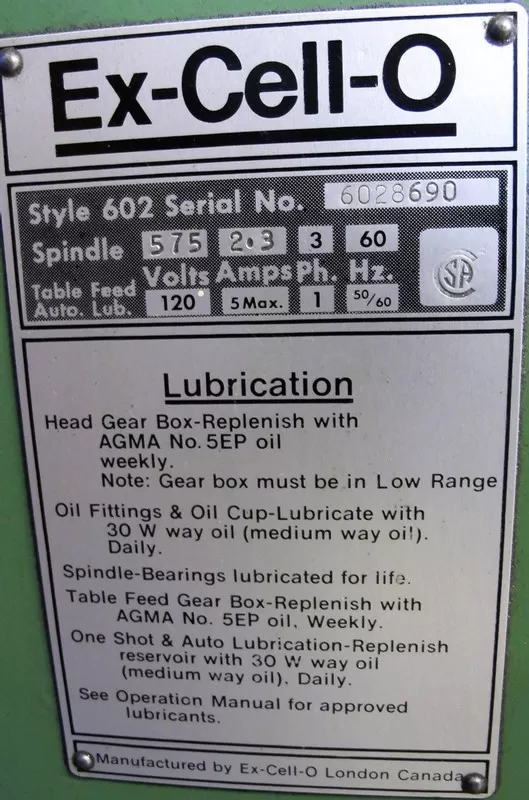 Ex-Cell-O
Style 602 Serial No. 6028690
Spindle 575 2.3 3 60
Volts Amps Ph. Hz.
Table Feed
Auto. Lub. 120 5 Max. 1 50/60
CSA
Lubrication
Head Gear Box-Replenish with
AGMA No. 5EP oil
weekly.
Note: Gear box must be in Low Range
Oil Fittings & Oil Cup-Lubricate with
30 W way oil (medium way oil).
Daily.
Spindle-Bearings lubricated for life.
Table Feed Gear Box-Replenish with
AGMA No. 5EP oil, Weekly.
One Shot & Auto Lubrication-Replenish
reservoir with 30 W way oil
(medium way oil), Daily.
See Operation Manual for approved
lubricants.
Manufactured by Ex-Cell-O London Canada